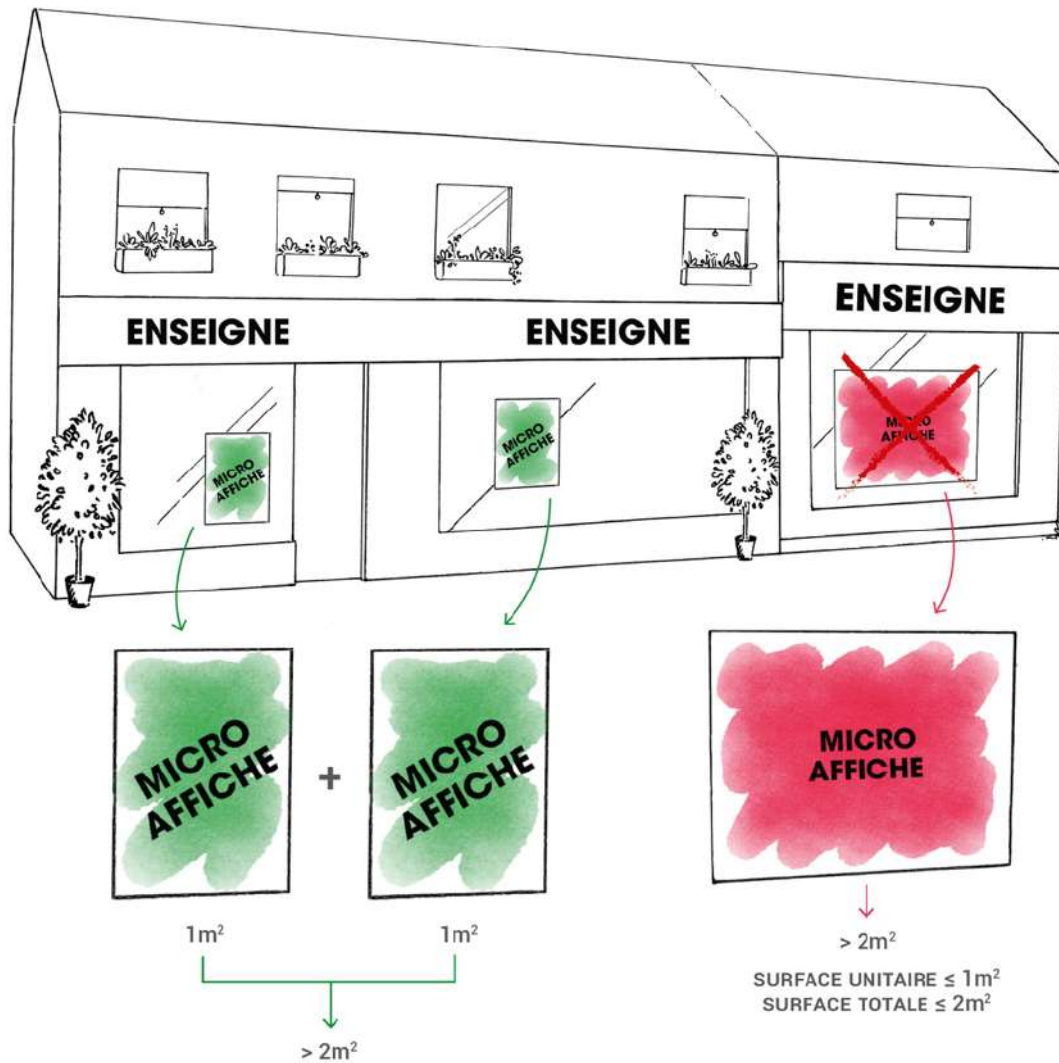 ENSEIGNE
ENSEIGNE
ENSEIGNE
MICRO
AFFICHE
MICRO
AFFICHE
MICRO
AFFICHE
MICRO
AFFICHE
+
MICRO
AFFICHE
MICRO
AFFICHE
1m²
1m²
> 2m²
> 2m²
SURFACE UNITAIRE ≤ 1m²
SURFACE TOTALE ≤ 2m²